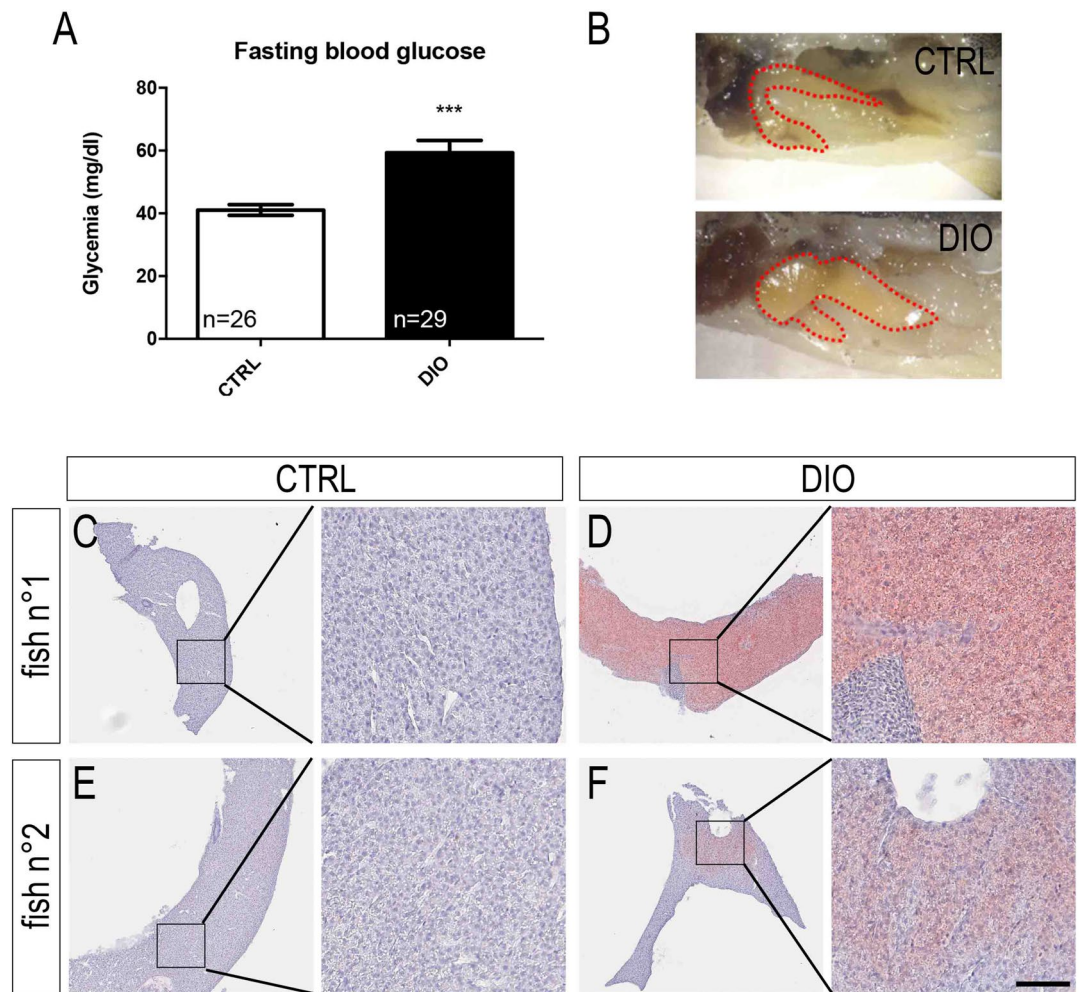 A
Fasting blood glucose
Glycemia (mg/dl)
80
60
40
20
0
***
n=26
n=29
CTRL
DIO
B
CTRL
DIO
CTRL
DIO
fish n°1
C
D
fish n°2
E
F